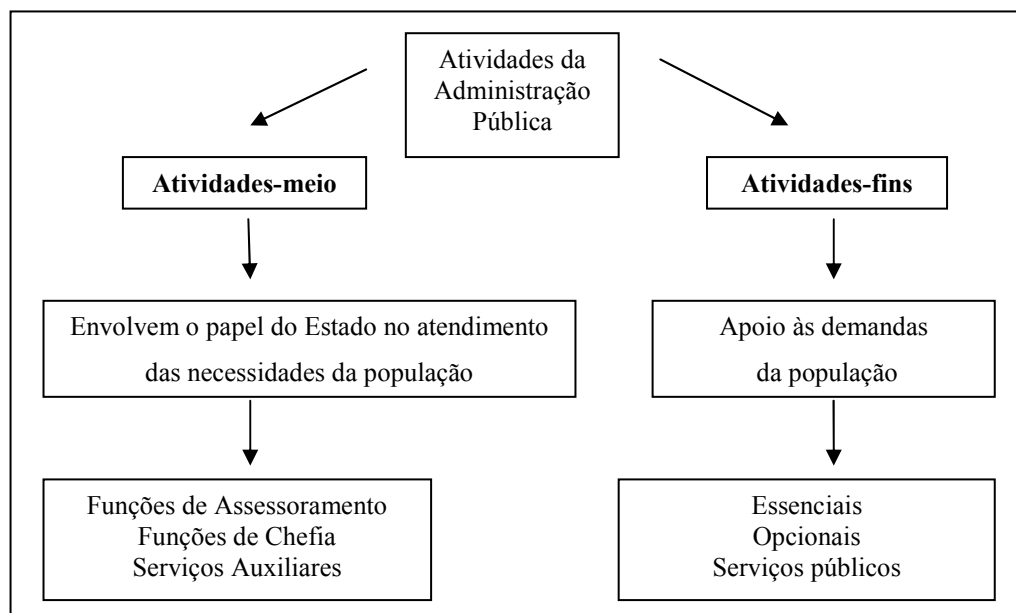 Atividades da
Administração
Pública
Atividades-meio
Atividades-fins
Envolvem o papel do Estado no atendimento
das necessidades da população
Apoio às demandas
da população
Funções de Assessoramento
Funções de Chefia
Serviços Auxiliares
Essenciais
Opcionais
Serviços públicos